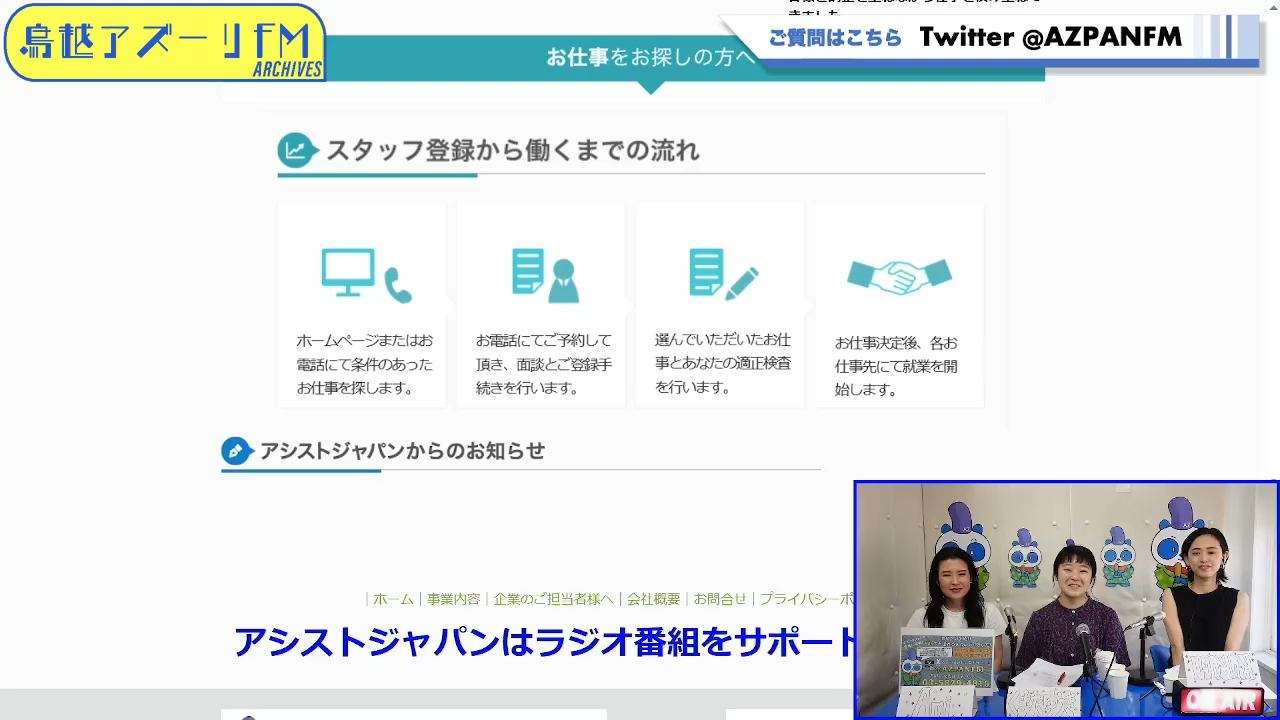 鳥越アズーリFM
ARCHIVES
ご質問はこちら Twitter @AZPANFM
お仕事をお探しの方へ
スタッフ登録から働くまでの流れ
ホームページまたはお
電話にて条件のあった
お仕事を探します。
お電話にてご予約して
頂き、面談とご登録手
続きを行います。
選んでいただいたお仕
事とあなたの適正検査
を行います。
お仕事決定後、各お
仕事先にて就業を開
始します。
アシストジャパンからのお知らせ
｜ホーム｜事業内容｜企業のご担当者様へ｜会社概要｜お問合せ｜プライバシーポ
アシストジャパンはラジオ番組をサポート
AZPANFM
03-5829-4815
ON AIR